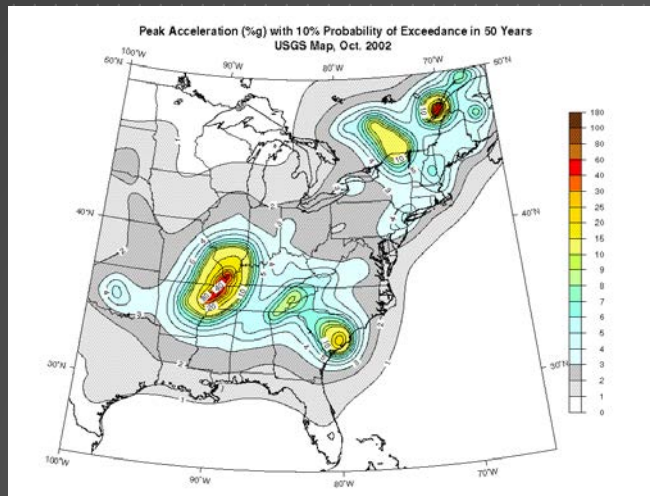 Peak Acceleration (%g) with 10% Probability of Exceedance in 50 Years
USGS Map, Oct. 2002
100°W
90°W
80°W
70°W
50°N
50°N
180
100
80
60
40
30
25
20
15
10
9
8
7
6
5
4
3
2
1
0
40°N
40°N
30°N
30°N
100°W
90°W
80°W
70°W